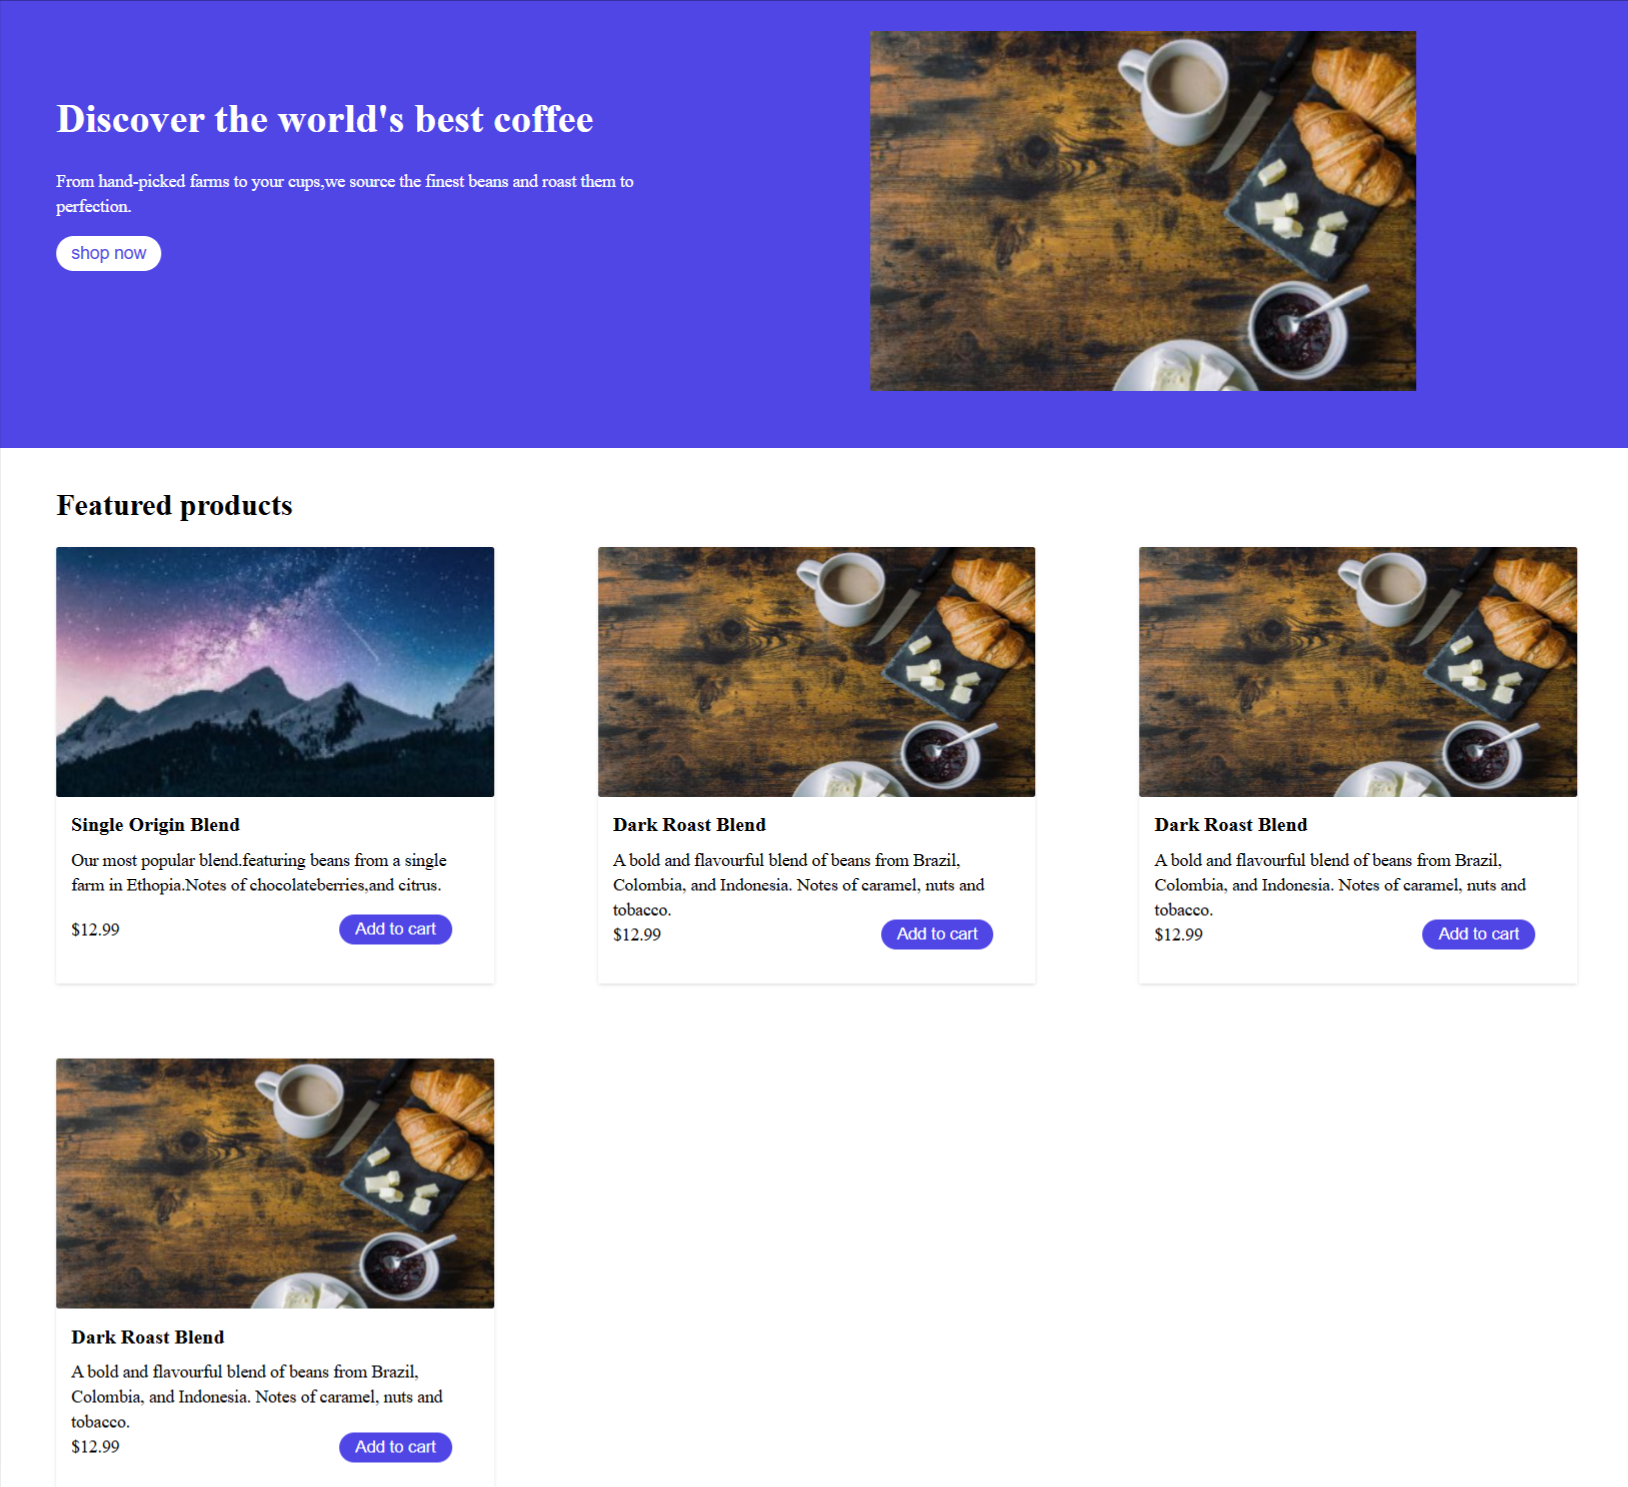 Discover the world's best coffee
From hand-picked farms to your cups,we source the finest beans and roast them to
perfection.
shop now
Featured products
Single Origin Blend
Our most popular blend.featuring beans from a single
farm in Ethopia.Notes of chocolateberries,and citrus.
$12.99
Add to cart
Dark Roast Blend
A bold and flavourful blend of beans from Brazil,
Colombia, and Indonesia. Notes of caramel, nuts and
tobacco.
$12.99
Add to cart
Dark Roast Blend
A bold and flavourful blend of beans from Brazil,
Colombia, and Indonesia. Notes of caramel, nuts and
tobacco.
$12.99
Add to cart
Dark Roast Blend
A bold and flavourful blend of beans from Brazil,
Colombia, and Indonesia. Notes of caramel, nuts and
tobacco.
$12.99
Add to cart